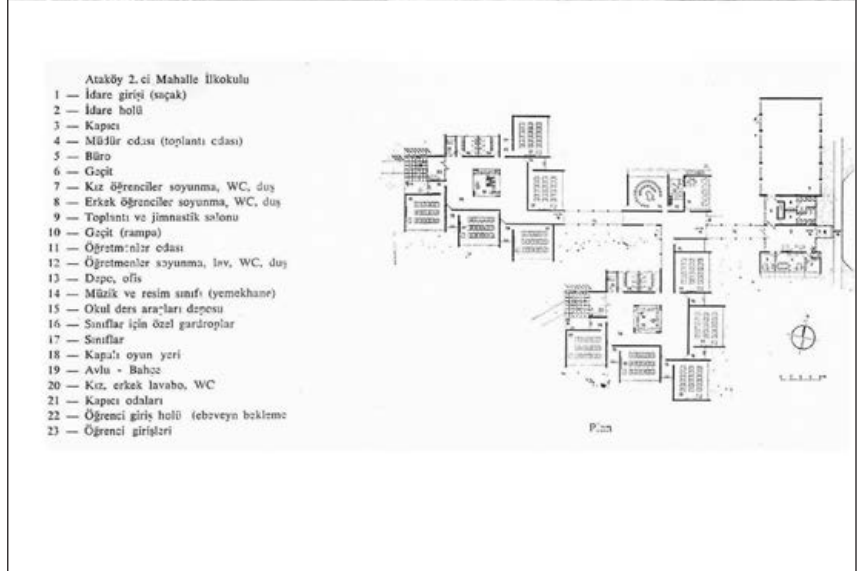 Ataköy 2. ci Mahalle İlkokulu
1 — İdare girişi (saçak)
2 — İdare holü
3 — Kapıcı
4 — Müdür odası (toplantı odası)
5 — Büro
6 — Geçit
7 — Kız öğrenciler soyunma, WC, duş
8 — Erkek öğrenciler soyunma, WC, duş
9 — Toplantı ve jimnastik salonu
10 — Geçit (rampa)
11 — Öğretmenler odası
12 — Öğretmenler soyunma, lav, WC, duş
13 — Depo, ofis
14 — Müzik ve resim sınıfı (yemekhane)
15 — Okul ders araçları deposu
16 — Sınıflar için özel gardroplar
17 — Sınıflar
18 — Kapalı oyun yeri
19 — Avlu - Bahçe
20 — Kız, erkek lavabo, WC
21 — Kapıcı odaları
22 — Öğrenci giriş holü (ebeveyn bekleme
23 — Öğrenci girişleri
Plan